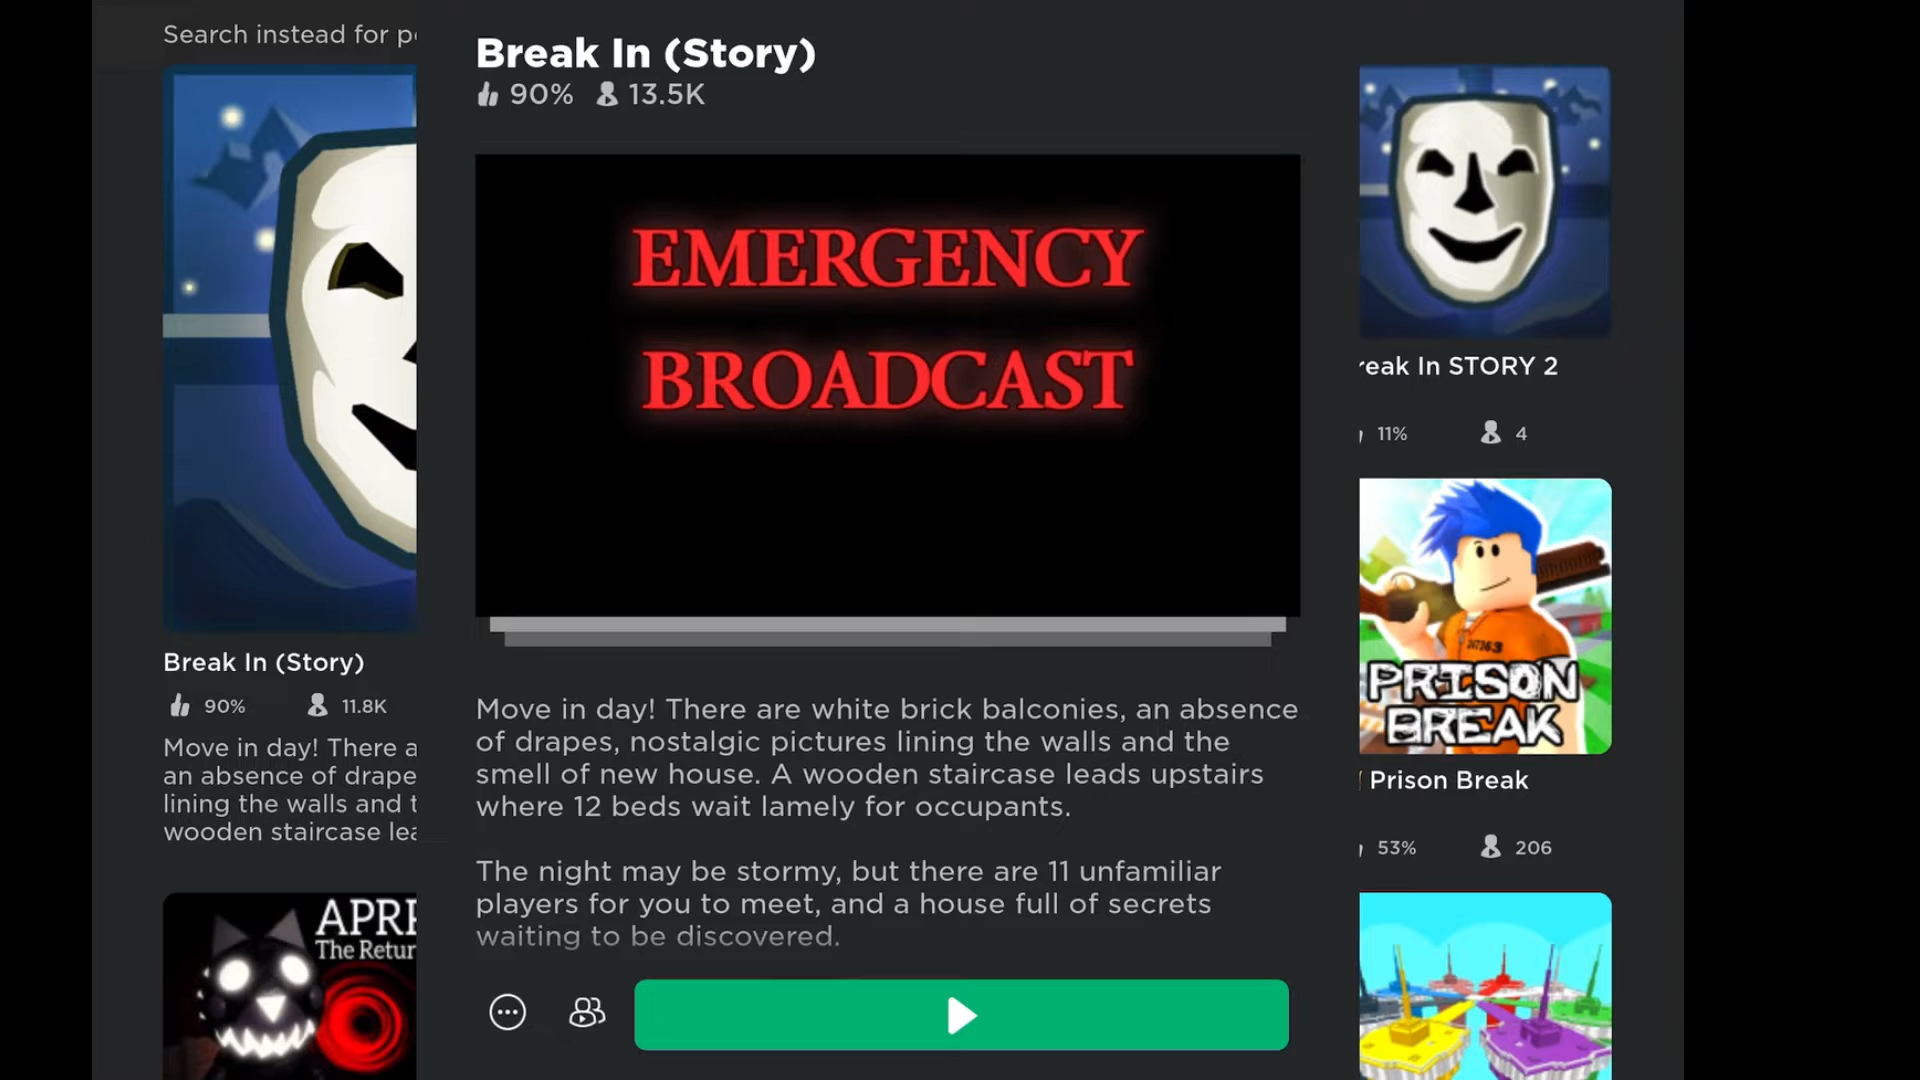 Search instead for
Break In (Story)
90% 11.8K
Move in day! There
an absence of
lining the walls and
wooden staircase
The
Break In (Story)
90% 13.5K
EMERGENCY
BROADCAST
Move in day! There are white brick balconies, an absence
of drapes, nostalgic pictures lining the walls and the
smell of new house. A wooden staircase leads upstairs
where 12 beds wait lamely for occupants.
The night may be stormy, but there are 11 unfamiliar
players for you to meet, and a house full of secrets
waiting to be discovered.
reak In STORY 2
11% 4
PRISON
BREAK
Prison Break
53% 206